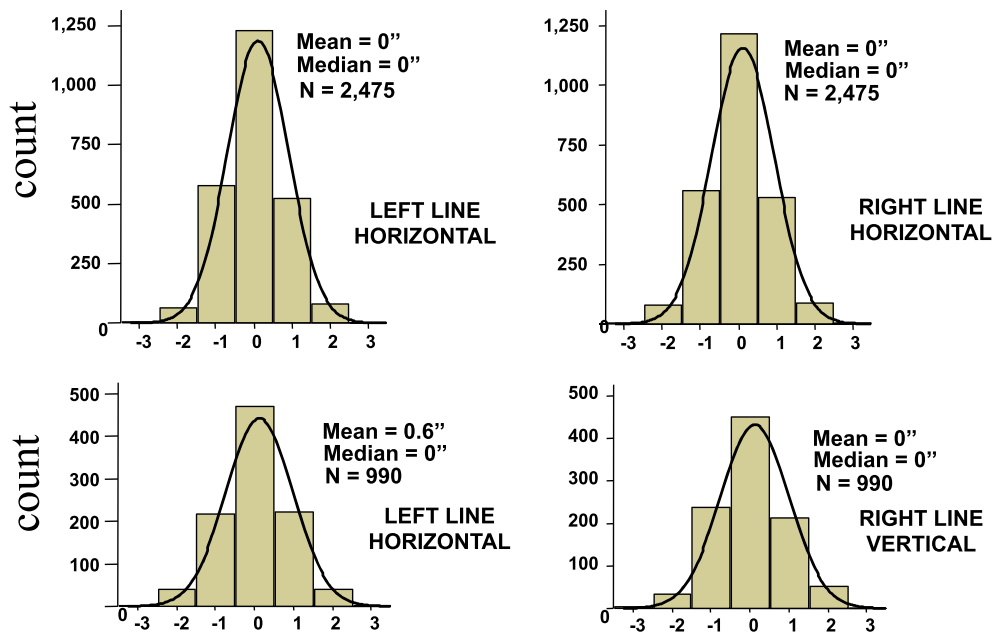 count
1,250
1,000
750
500
250
0
-3 -2 -1 0 1 2 3
Mean = 0”
Median = 0”
N = 2,475
LEFT LINE
HORIZONTAL
1,250
1,000
750
500
250
0
-3 -2 -1 0 1 2 3
Mean = 0”
Median = 0”
N = 2,475
RIGHT LINE
HORIZONTAL
count
500
400
300
200
100
0
-3 -2 -1 0 1 2 3
Mean = 0.6”
Median = 0”
N = 990
LEFT LINE
HORIZONTAL
500
400
300
200
100
0
-3 -2 -1 0 1 2 3
Mean = 0”
Median = 0”
N = 990
RIGHT LINE
VERTICAL